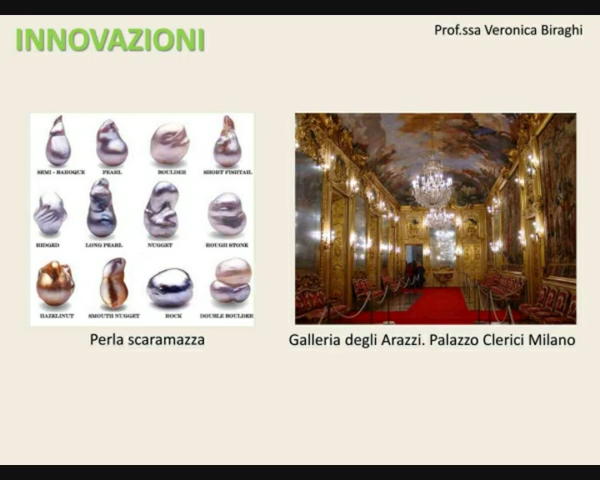 INNOVAZIONI
Prof.ssa Veronica Biraghi
SEMI - BAROQUE PEARL BOULDER SHORT FISHTAIL
RIDGED LONG PEARL NUGGET ROUGH STONE
HAZELNUT SMOUTH NUGGET ROCK DOUBLE BOULDER
Perla scaramazza
Galleria degli Arazzi. Palazzo Clerici Milano